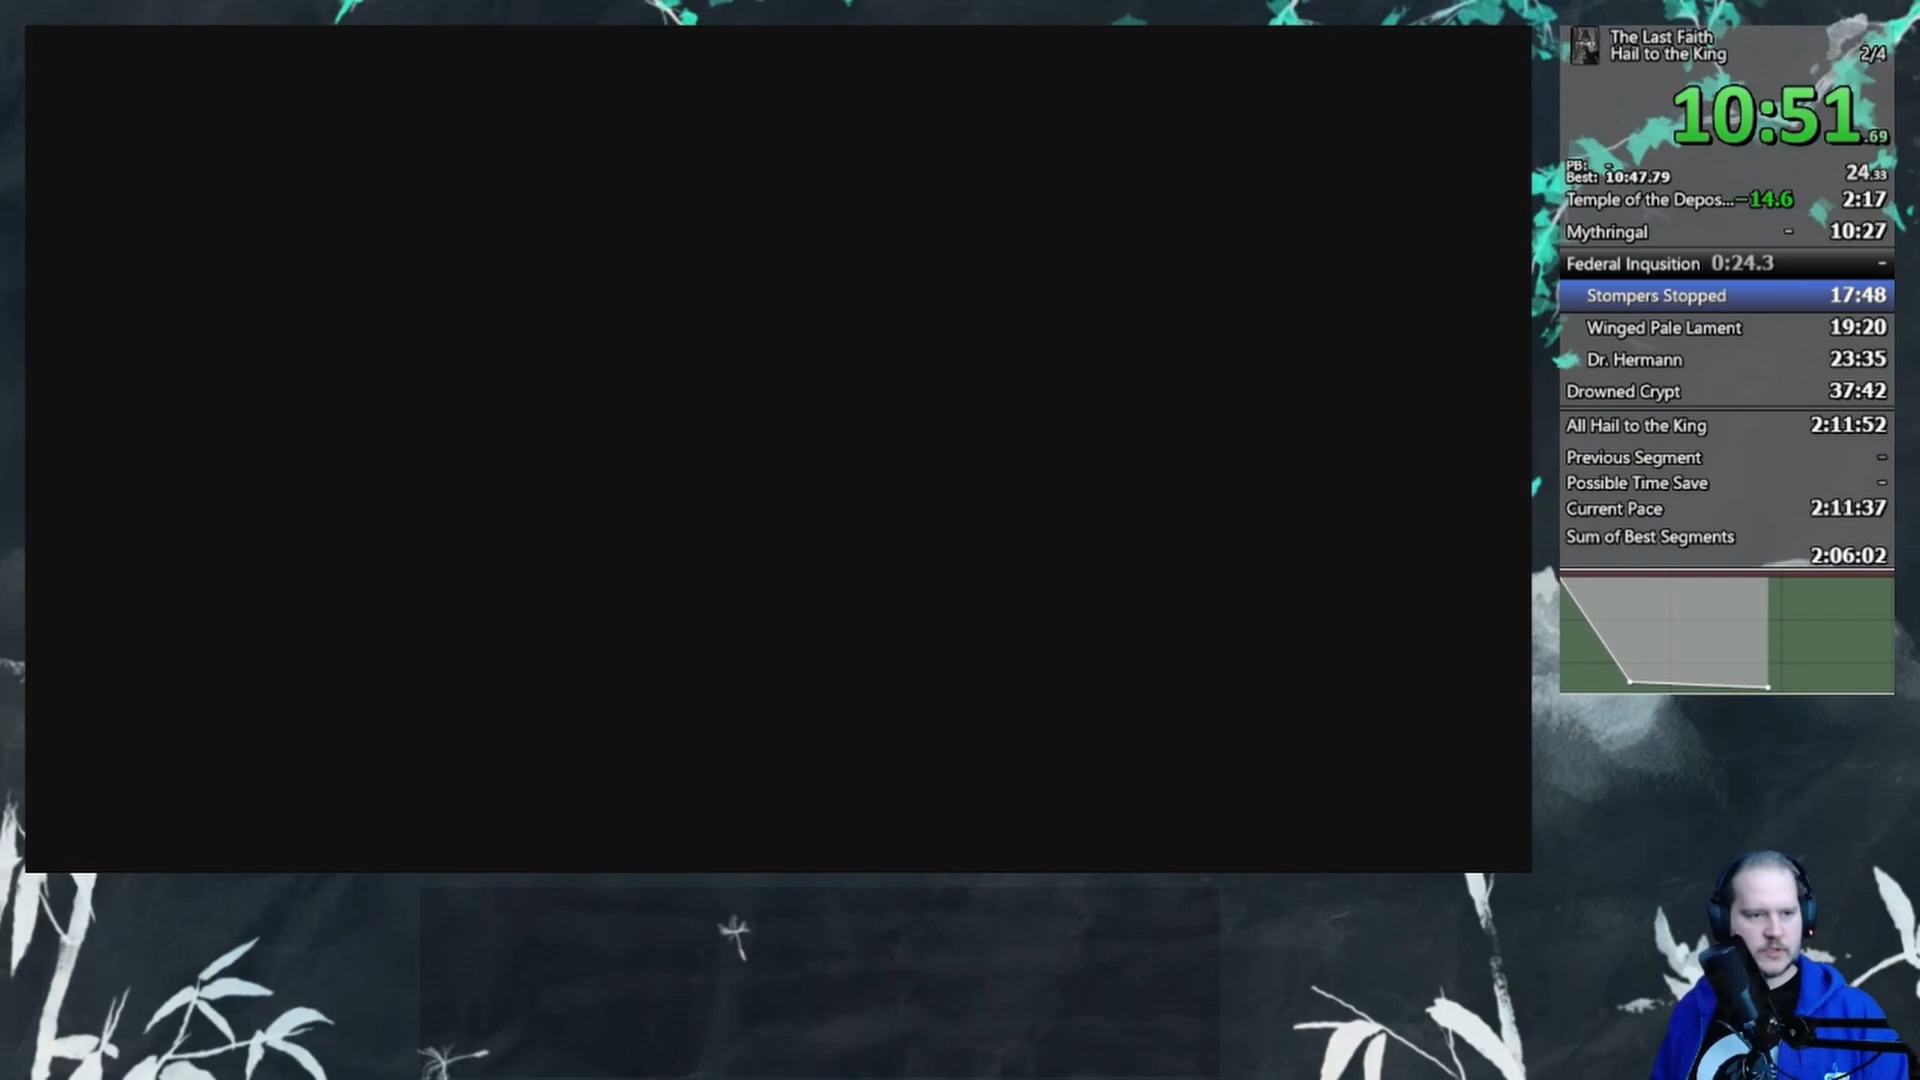 The Last Faith
Hail to the King 2/4
10:51.69
PB: -
Best: 10:47.79 24.33
Temple of the Depos... −14.6 2:17
Mythringal - 10:27
Federal Inqusition 0:24.3 -
Stompers Stopped 17:48
Winged Pale Lament 19:20
Dr. Hermann 23:35
Drowned Crypt 37:42
All Hail to the King 2:11:52
Previous Segment -
Possible Time Save -
Current Pace 2:11:37
Sum of Best Segments
2:06:02